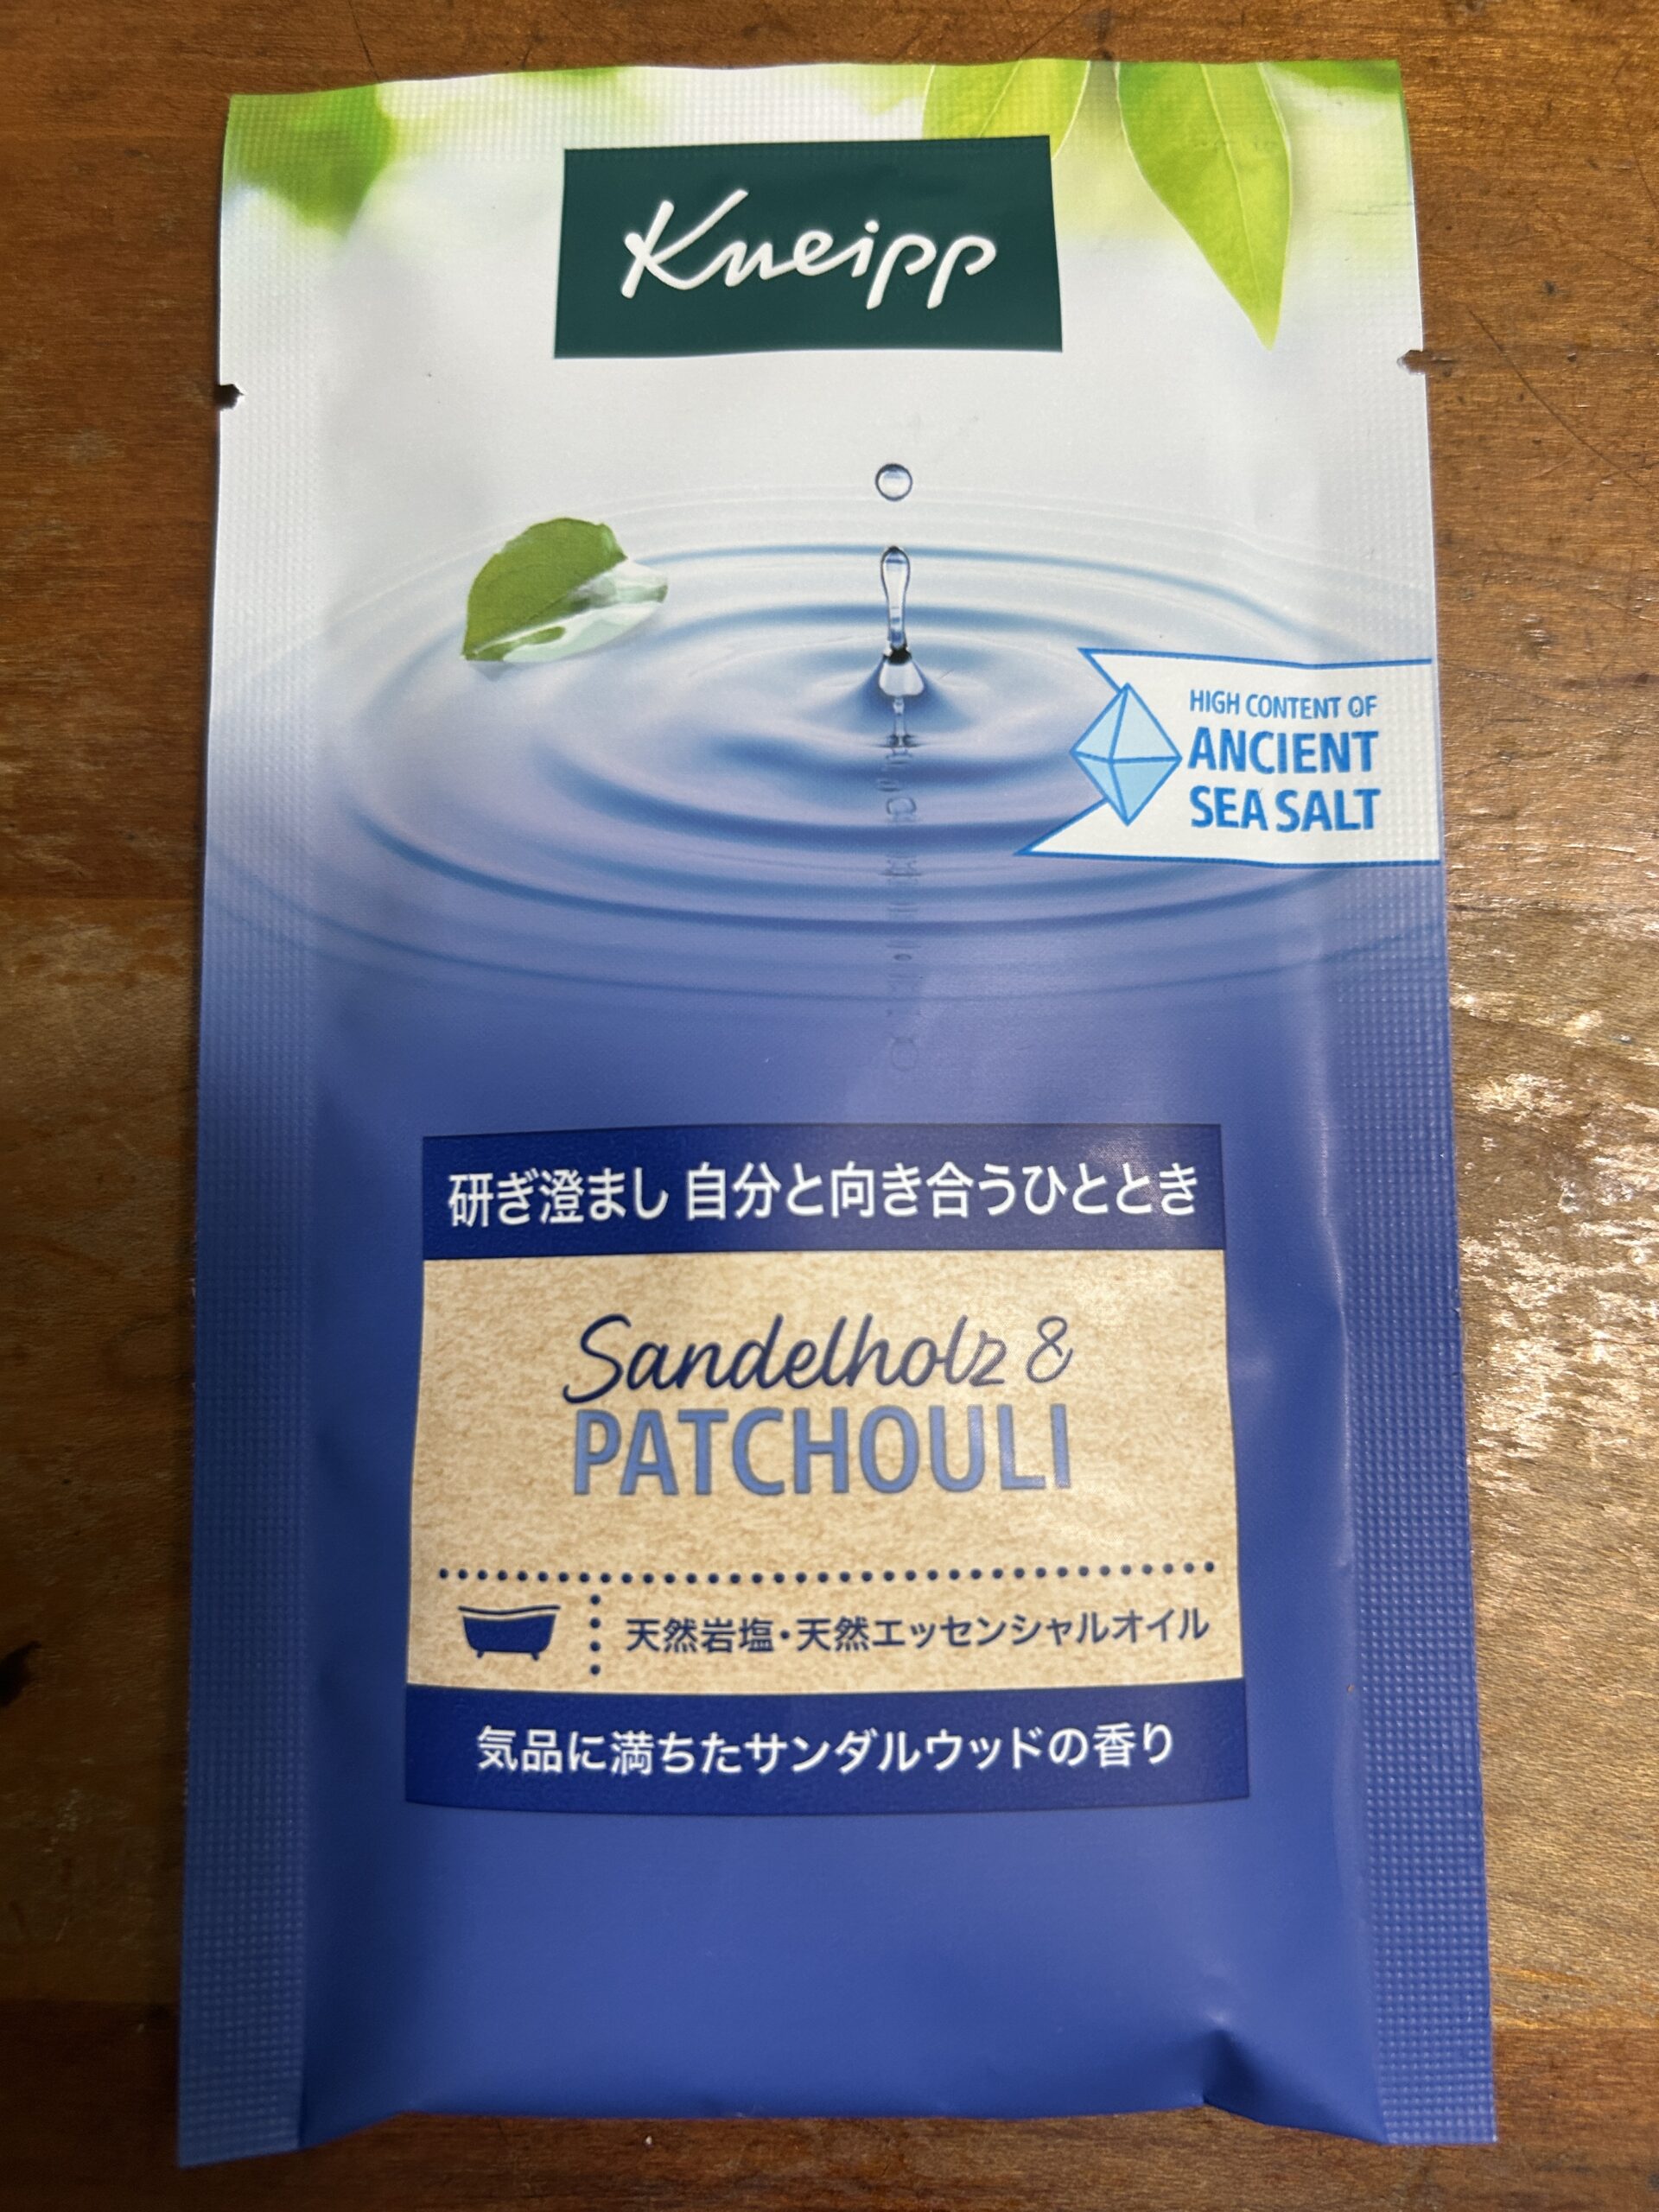 Kneipp
HIGH CONTENT OF
ANCIENT
SEA SALT
研ぎ澄まし 自分と向き合うひととき
Sandelholz &
PATCHOULI
天然岩塩・天然エッセンシャルオイル
気品に満ちたサンダルウッドの香り